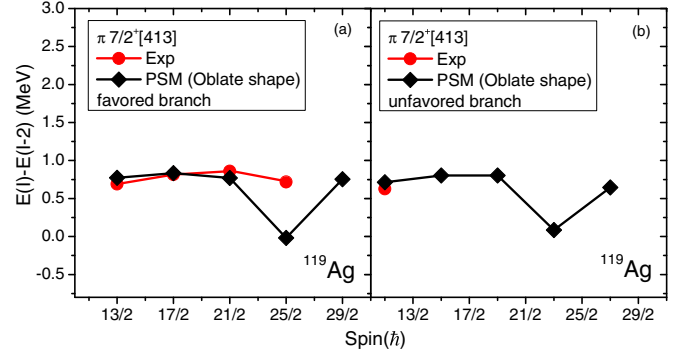 π 7/2⁺[413]
(a)
Exp
PSM (Oblate shape)
favored branch
π 7/2⁺[413]
(b)
Exp
PSM (Oblate shape)
unfavored branch
E(I)-E(I-2) (MeV)
3.0
2.5
2.0
1.5
1.0
0.5
0.0
-0.5
¹¹⁹Ag
¹¹⁹Ag
13/2 17/2 21/2 25/2 29/2
13/2 17/2 21/2 25/2 29/2
Spin(ℏ)